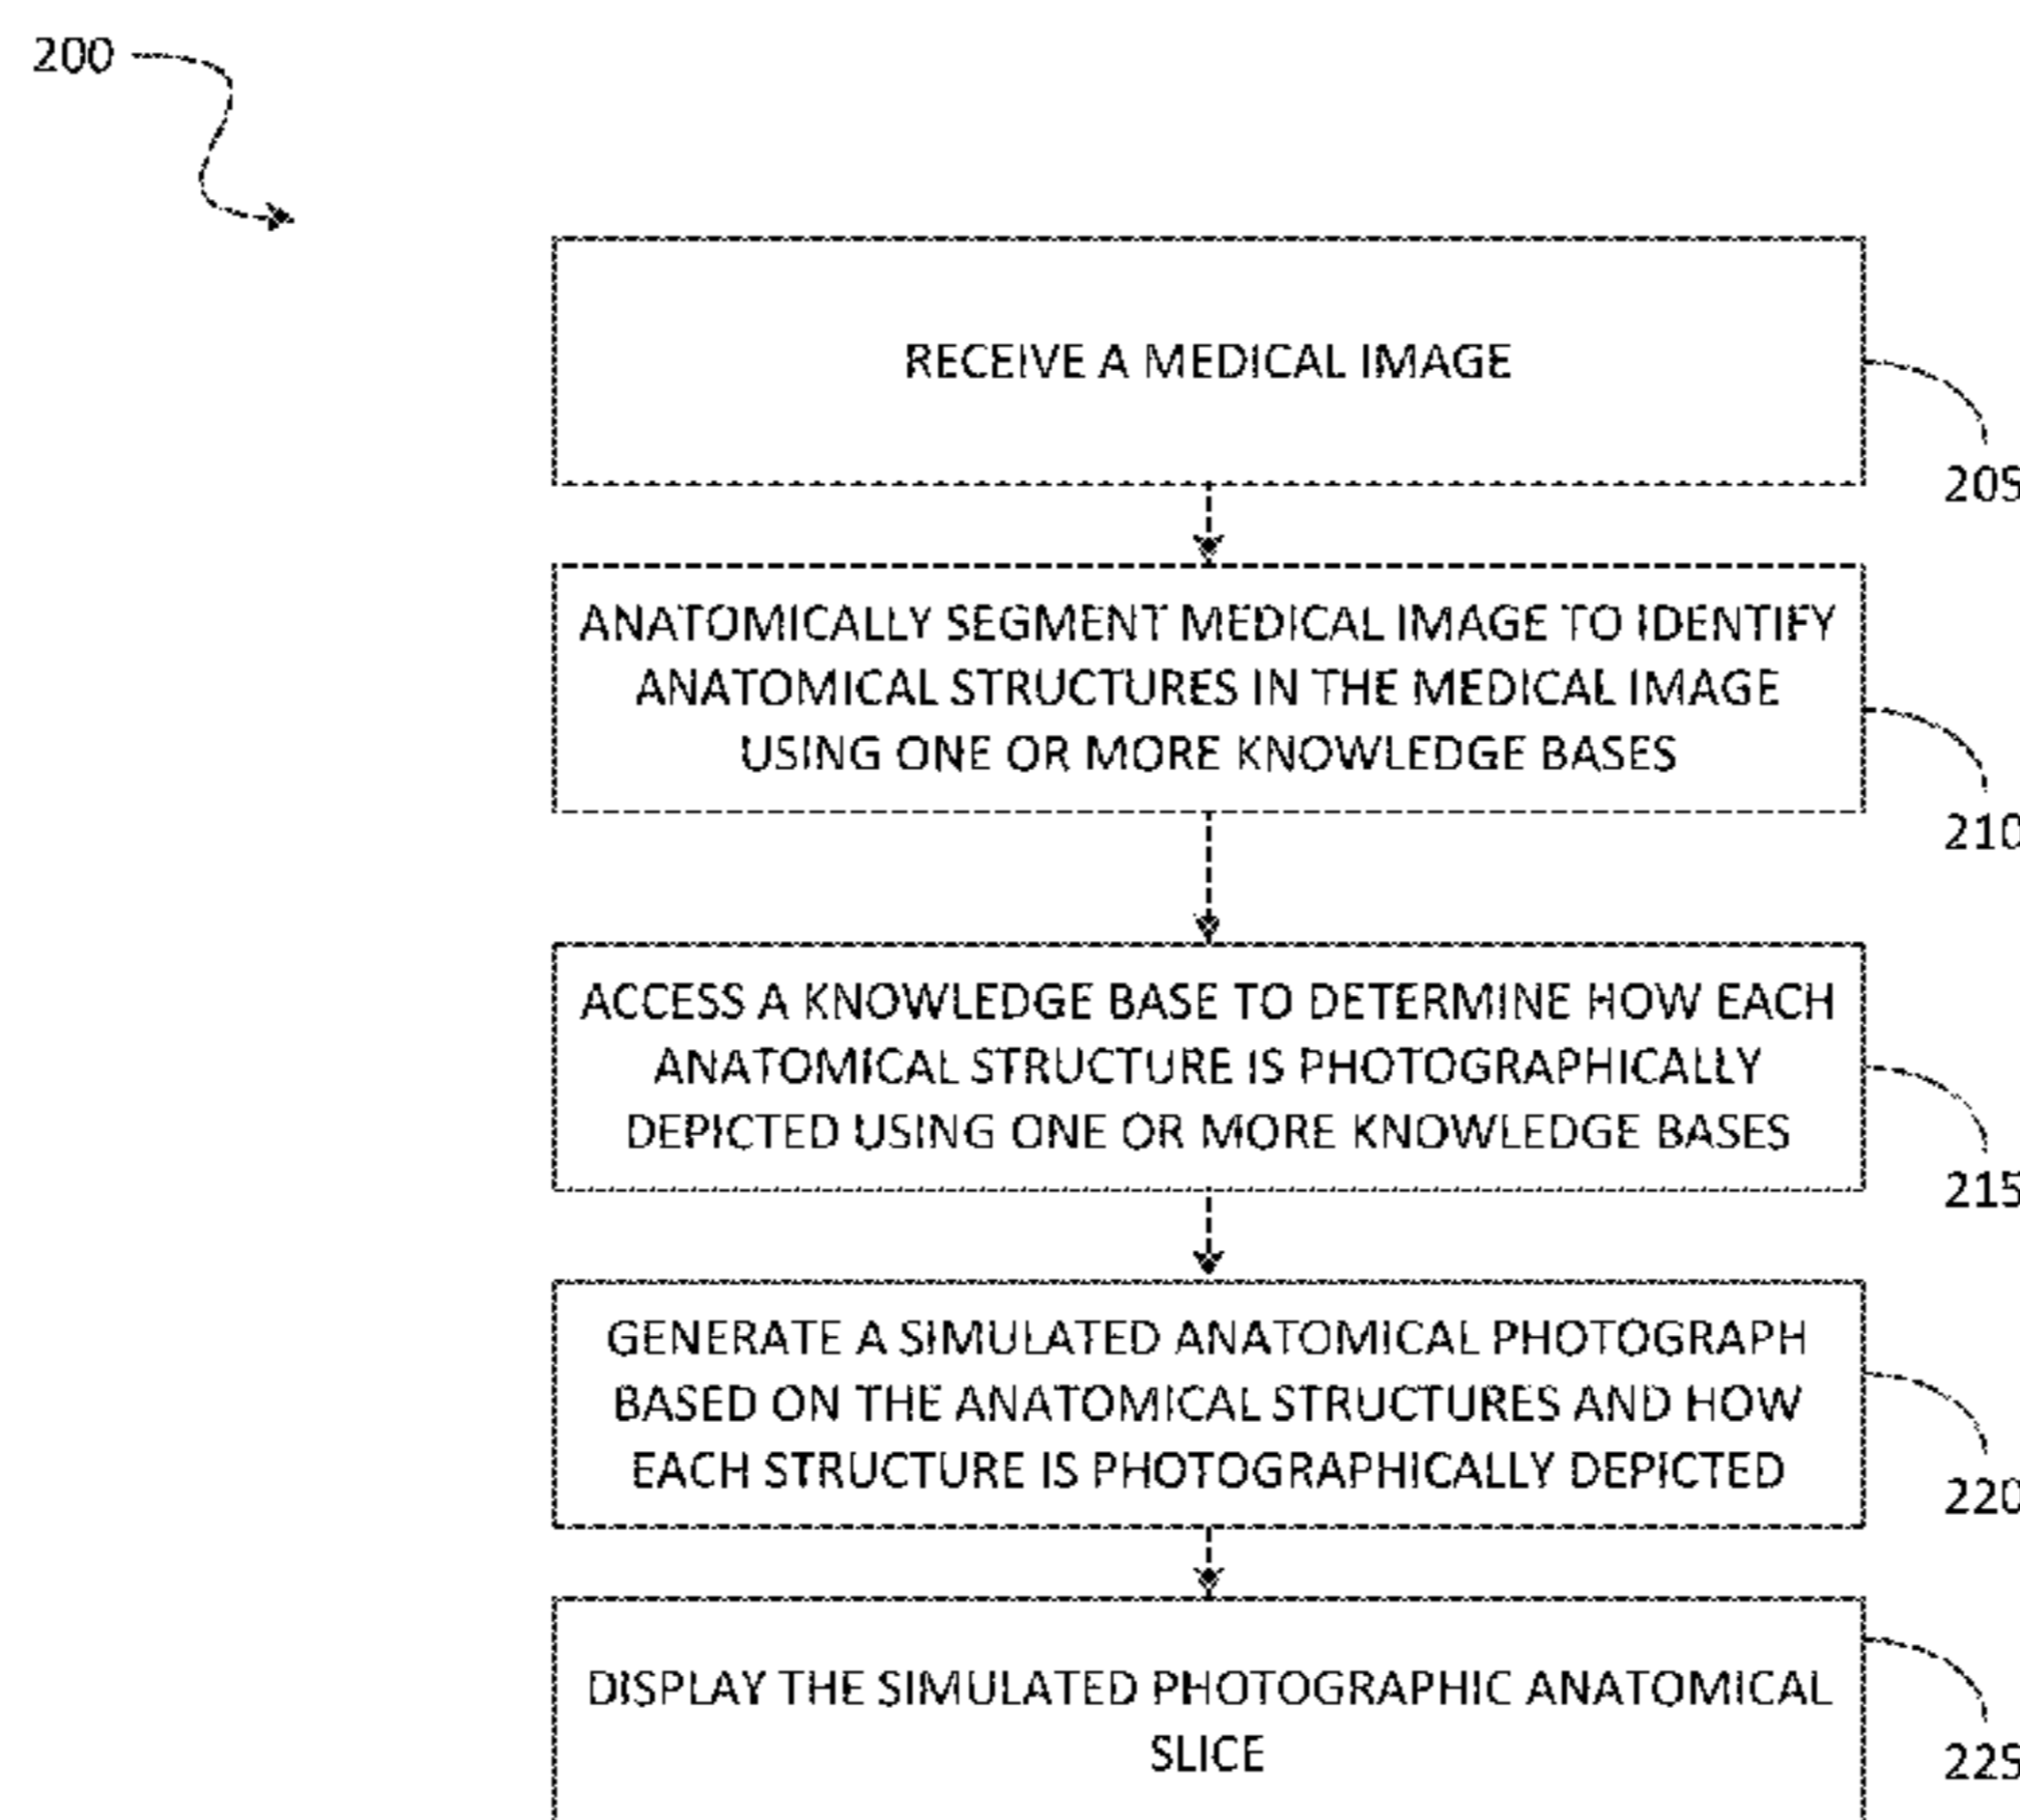 200
RECEIVE A MEDICAL IMAGE
205
ANATOMICALLY SEGMENT MEDICAL IMAGE TO IDENTIFY
ANATOMICAL STRUCTURES IN THE MEDICAL IMAGE
USING ONE OR MORE KNOWLEDGE BASES
210
ACCESS A KNOWLEDGE BASE TO DETERMINE HOW EACH
ANATOMICAL STRUCTURE IS PHOTOGRAPHICALLY
DEPICTED USING ONE OR MORE KNOWLEDGE BASES
215
GENERATE A SIMULATED ANATOMICAL PHOTOGRAPH
BASED ON THE ANATOMICAL STRUCTURES AND HOW
EACH STRUCTURE IS PHOTOGRAPHICALLY DEPICTED
220
DISPLAY THE SIMULATED PHOTOGRAPHIC ANATOMICAL
SLICE
225